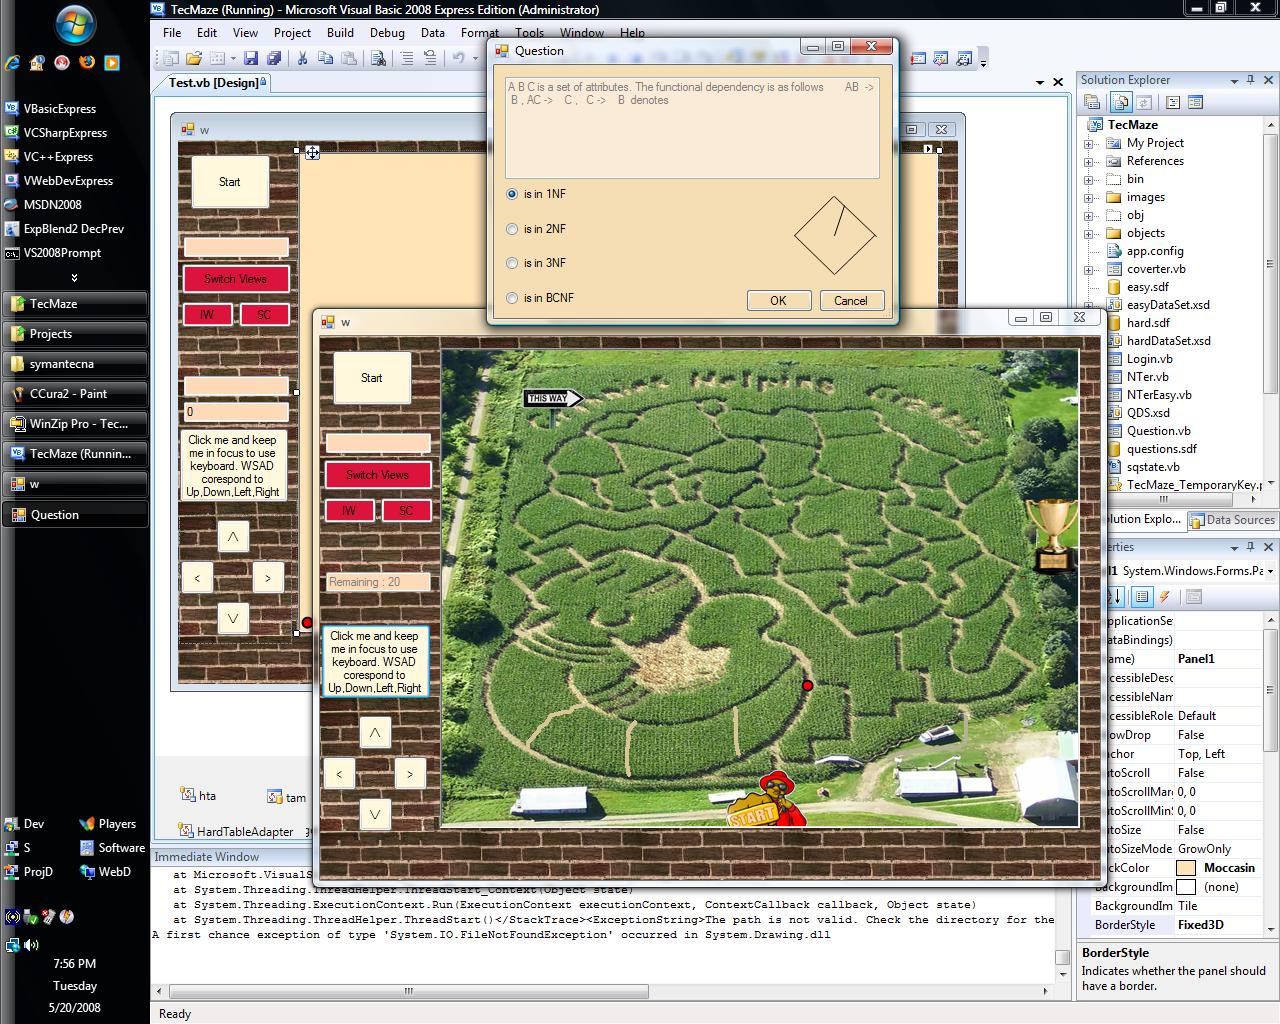 TecMaze (Running) - Microsoft Visual Basic 2008 Express Edition (Administrator)
File Edit View Project Build Debug Data Format Tools Window Help
VBasicExpress
VCSharpExpress
VC++Express
VWebDevExpress
MSDN2008
ExpBlend2 DecPrev
VS2008Prompt
TecMaze
Projects
symantecna
CCura2 - Paint
WinZip Pro - Tec...
TecMaze (Runnin...
w
Question
Dev
Players
S
Software
ProjD
WebD
7:56 PM
Tuesday
5/20/2008
Test.vb [Design]
w
Start
Switch Views
IW
SC
0
Click me and keep
me in focus to use
keyboard. WSAD
corespond to
Up,Down,Left,Right
<
>
hta
tam
HardTableAdapter
Question
A B C is a set of attributes. The functional dependency is as follows AB ->
B , AC -> C , C -> B denotes
is in 1NF
is in 2NF
is in 3NF
is in BCNF
OK
Cancel
w
Start
Switch Views
IW
SC
Remaining : 20
Click me and keep
me in focus to use
keyboard. WSAD
corespond to
Up,Down,Left,Right
<
>
THIS WAY
Helping
START
Solution Explorer
TecMaze
My Project
References
bin
images
obj
objects
app.config
coverter.vb
easy.sdf
easyDataSet.xsd
hard.sdf
hardDataSet.xsd
Login.vb
NTer.vb
NTerEasy.vb
QDS.xsd
Question.vb
questions.sdf
sqstate.vb
TecMaze_TemporaryKey.p
olution Explo...
Data Sources
erties
l1 System.Windows.Forms.Pa
pplicationSe
DataBindings)
ame) Panel1
ccessibleDesc
ccessibleNam
ccessibleRole Default
lowDrop False
nchor Top, Left
utoScroll False
utoScrollMar 0, 0
utoScrollMin 0, 0
utoSize False
utoSizeMode GrowOnly
ckColor Moccasin
BackgroundIm (none)
BackgroundIm Tile
BorderStyle Fixed3D
BorderStyle
Indicates whether the panel should
have a border.
Immediate Window
at Microsoft.VisualS
at System.Threading.ThreadHelper.ThreadStart_Context(Object state)
at System.Threading.ExecutionContext.Run(ExecutionContext executionContext, ContextCallback callback, Object state)
at System.Threading.ThreadHelper.ThreadStart()</StackTrace><ExceptionString>The path is not valid. Check the directory for the
A first chance exception of type 'System.IO.FileNotFoundException' occurred in System.Drawing.dll
Ready